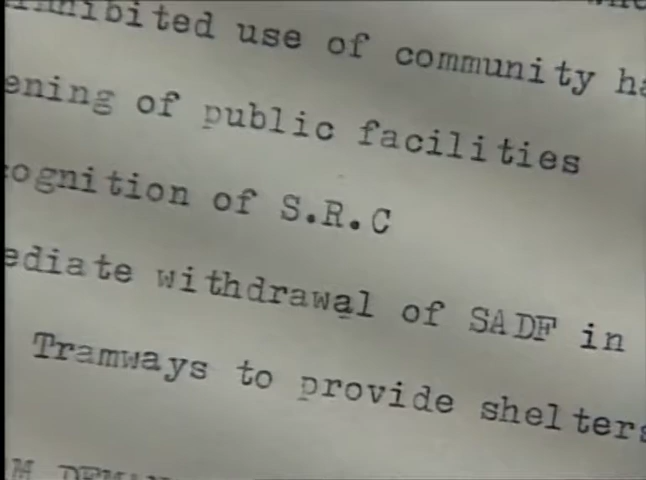 inhibited use of community ha
ening of public facilities
ognition of S.R.C
ediate withdrawal of SADF in
Tramways to provide shelters